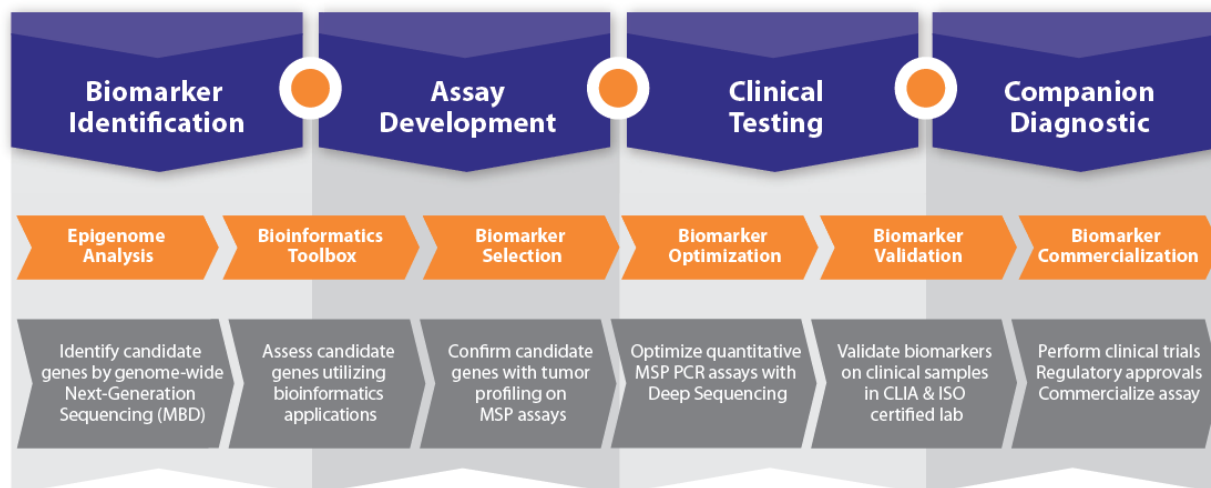 Biomarker
Identification
Assay
Development
Clinical
Testing
Companion
Diagnostic
Epigenome
Analysis
Bioinformatics
Toolbox
Biomarker
Selection
Biomarker
Optimization
Biomarker
Validation
Biomarker
Commercialization
Identify candidate
genes by genome-wide
Next-Generation
Sequencing (MBD)
Assess candidate
genes utilizing
bioinformatics
applications
Confirm candidate
genes with tumor
profiling on
MSP assays
Optimize quantitative
MSP PCR assays with
Deep Sequencing
Validate biomarkers
on clinical samples
in CLIA & ISO
certified lab
Perform clinical trials
Regulatory approvals
Commercialize assay